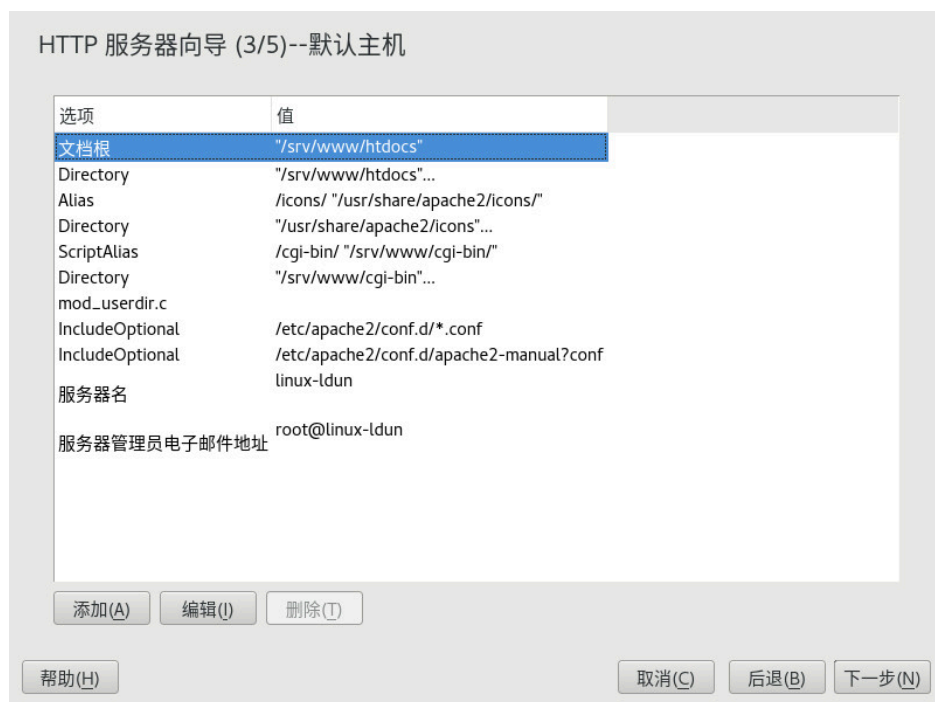 HTTP 服务器向导 (3/5)--默认主机
选项 值
文档根 "/srv/www/htdocs"
Directory "/srv/www/htdocs"...
Alias /icons/ "/usr/share/apache2/icons/"
Directory "/usr/share/apache2/icons"...
ScriptAlias /cgi-bin/ "/srv/www/cgi-bin/"
Directory "/srv/www/cgi-bin"...
mod_userdir.c
IncludeOptional /etc/apache2/conf.d/*.conf
IncludeOptional /etc/apache2/conf.d/apache2-manual?conf
服务器名 linux-ldun
服务器管理员电子邮件地址 root@linux-ldun
添加(A) 编辑(I) 删除(T)
帮助(H) 取消(C) 后退(B) 下一步(N)